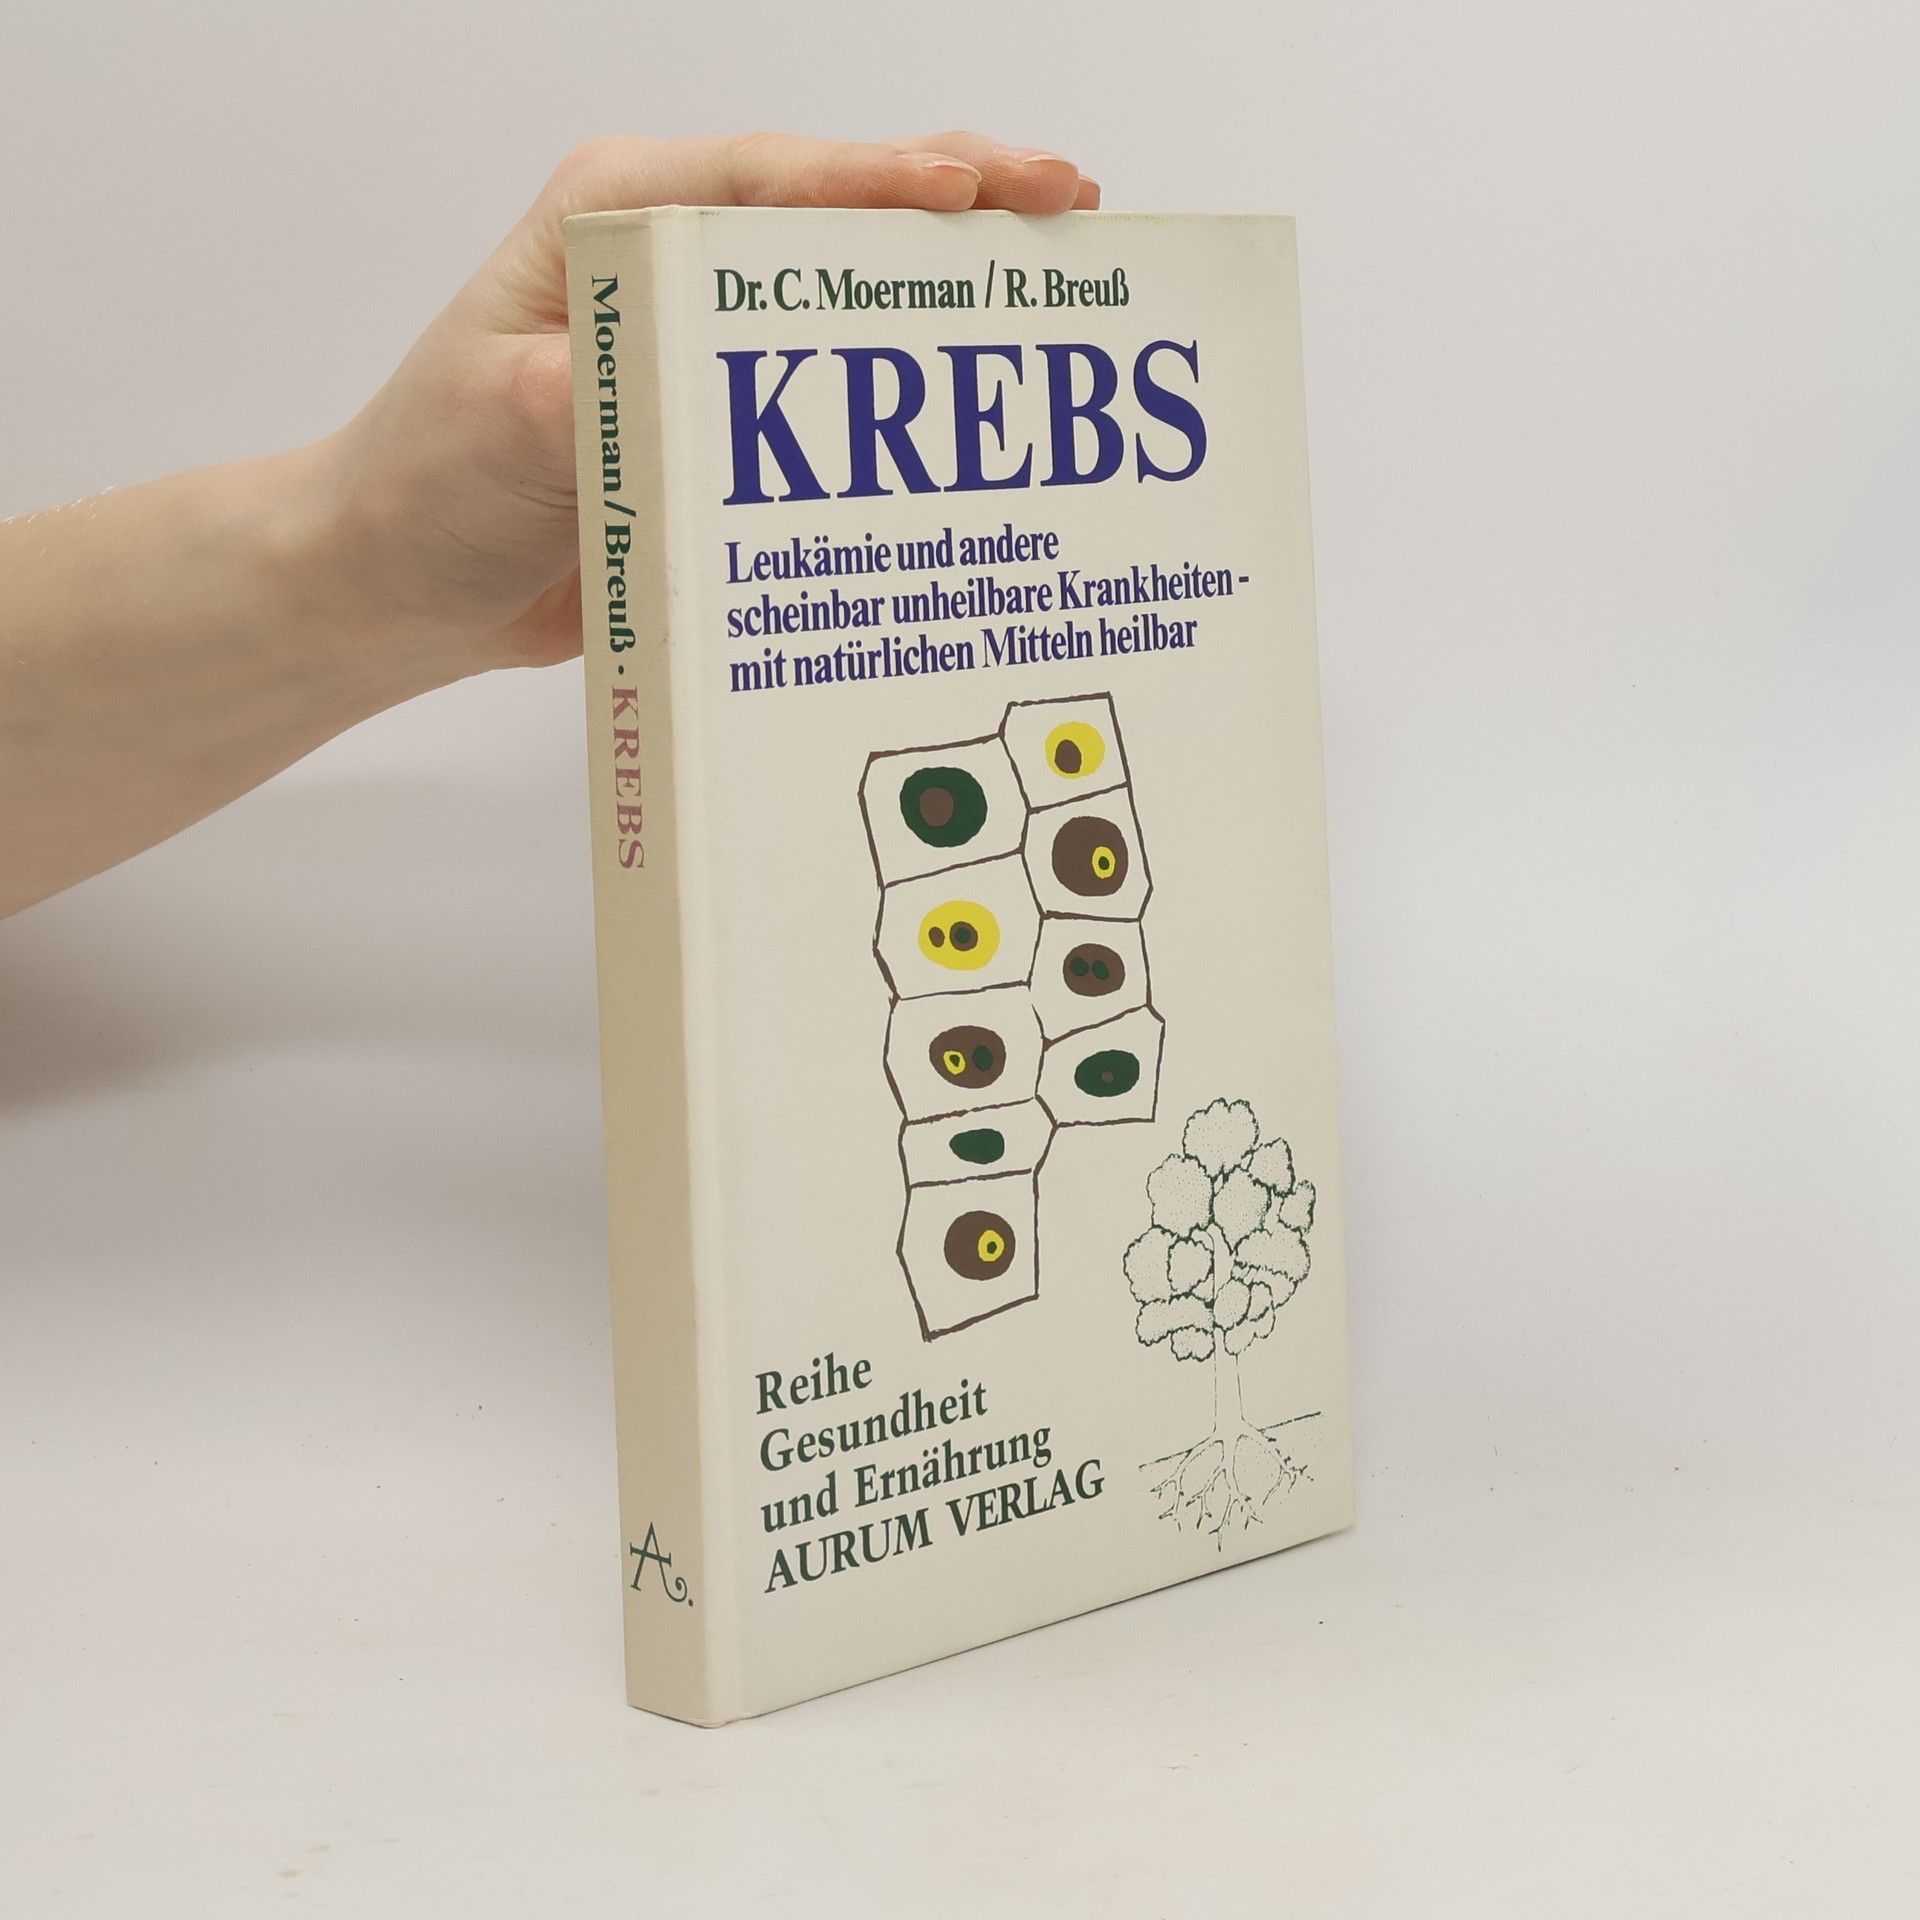 Dr. C. Moerman / R. Breuß
KREBS
Leukämie und andere
scheinbar unheilbare Krankheiten -
mit natürlichen Mitteln heilbar
Reihe
Gesundheit
und Ernährung
AURUM VERLAG
Moerman / Breuß · KREBS
A.